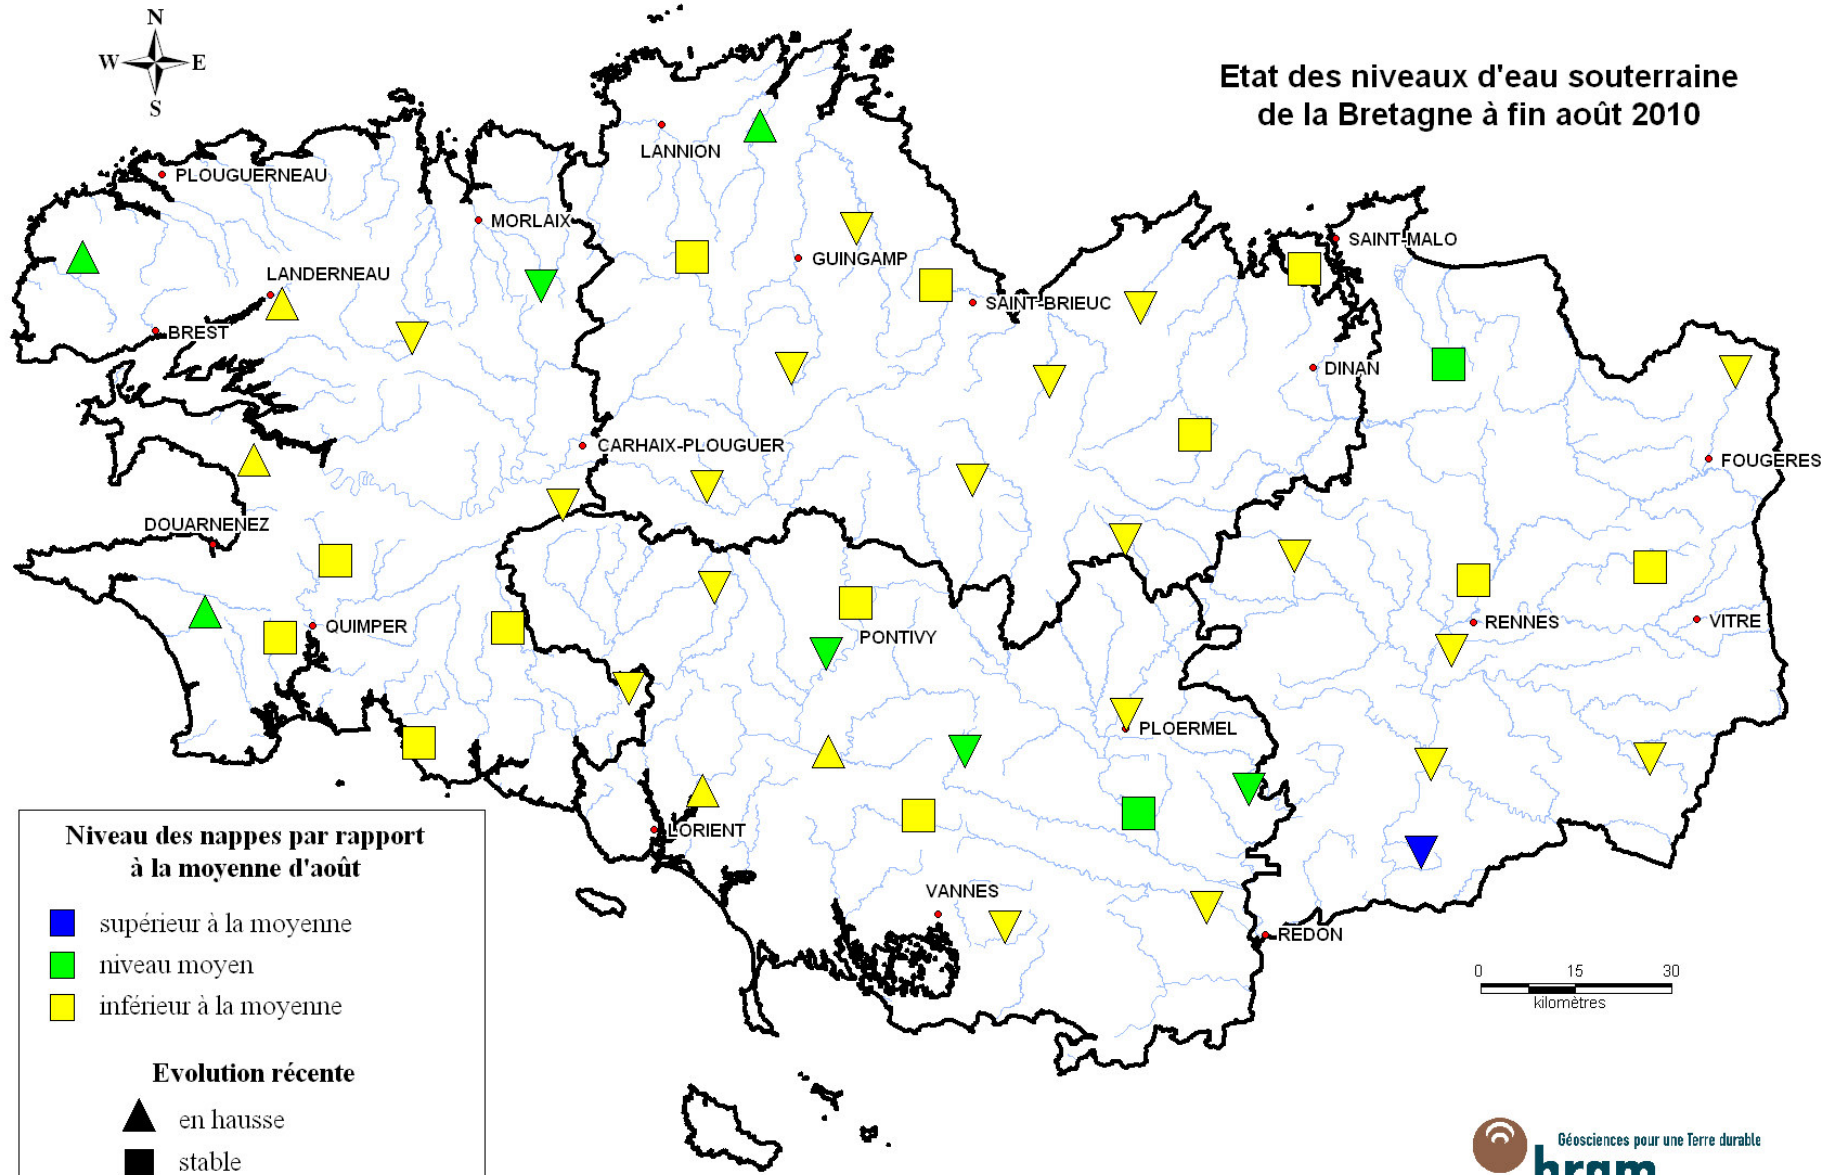 N
W E
S
Etat des niveaux d'eau souterraine
de la Bretagne à fin août 2010
LANNION
PLOUGUERNEAU
MORLAIX
SAINT-MALO
GUINGAMP
LANDERNEAU
SAINT-BRIEUC
BREST
DINAN
CARHAIX-PLOUGUER
FOUGERES
DOUARNENEZ
QUIMPER
PONTIVY
RENNES
VITRE
PLOERMEL
LORIENT
VANNES
REDON
Niveau des nappes par rapport
à la moyenne d'août
supérieur à la moyenne
niveau moyen
inférieur à la moyenne
Evolution récente
en hausse
stable
0 15 30
kilomètres
Géosciences pour une Terre durable
brgm